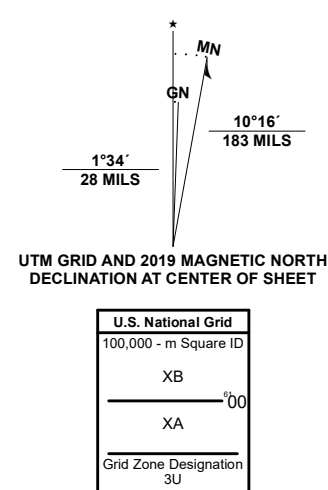 ★
MN
GN
10°16´
183 MILS
1°34´
28 MILS
UTM GRID AND 2019 MAGNETIC NORTH
DECLINATION AT CENTER OF SHEET
U.S. National Grid
100,000 - m Square ID
XB
6100
XA
Grid Zone Designation
3U